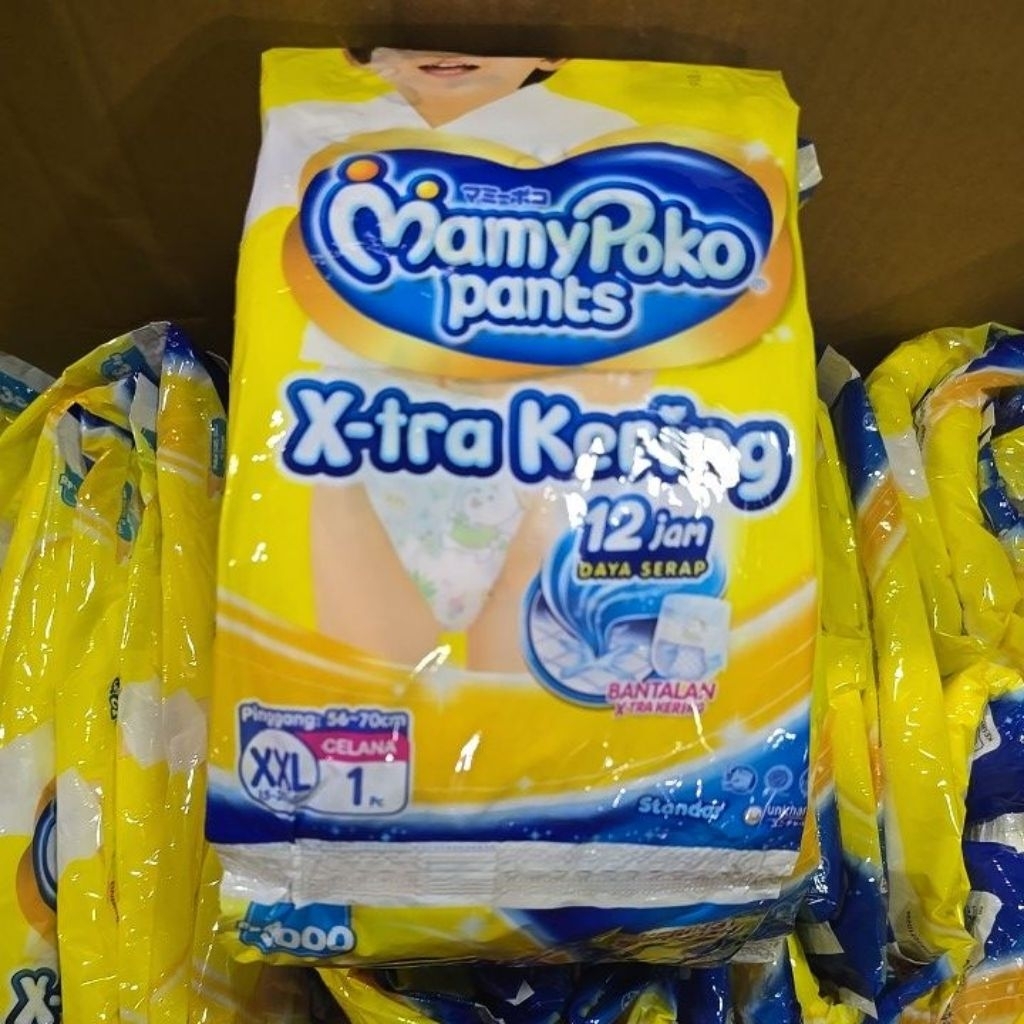 マミーポコ
MamyPoko
pants
X-tra Kering
12 jam
DAYA SERAP
BANTALAN
X-TRA KERING
Pinggang: 56-70cm
XXL
CELANA
1 Pc
Standar
000
X-